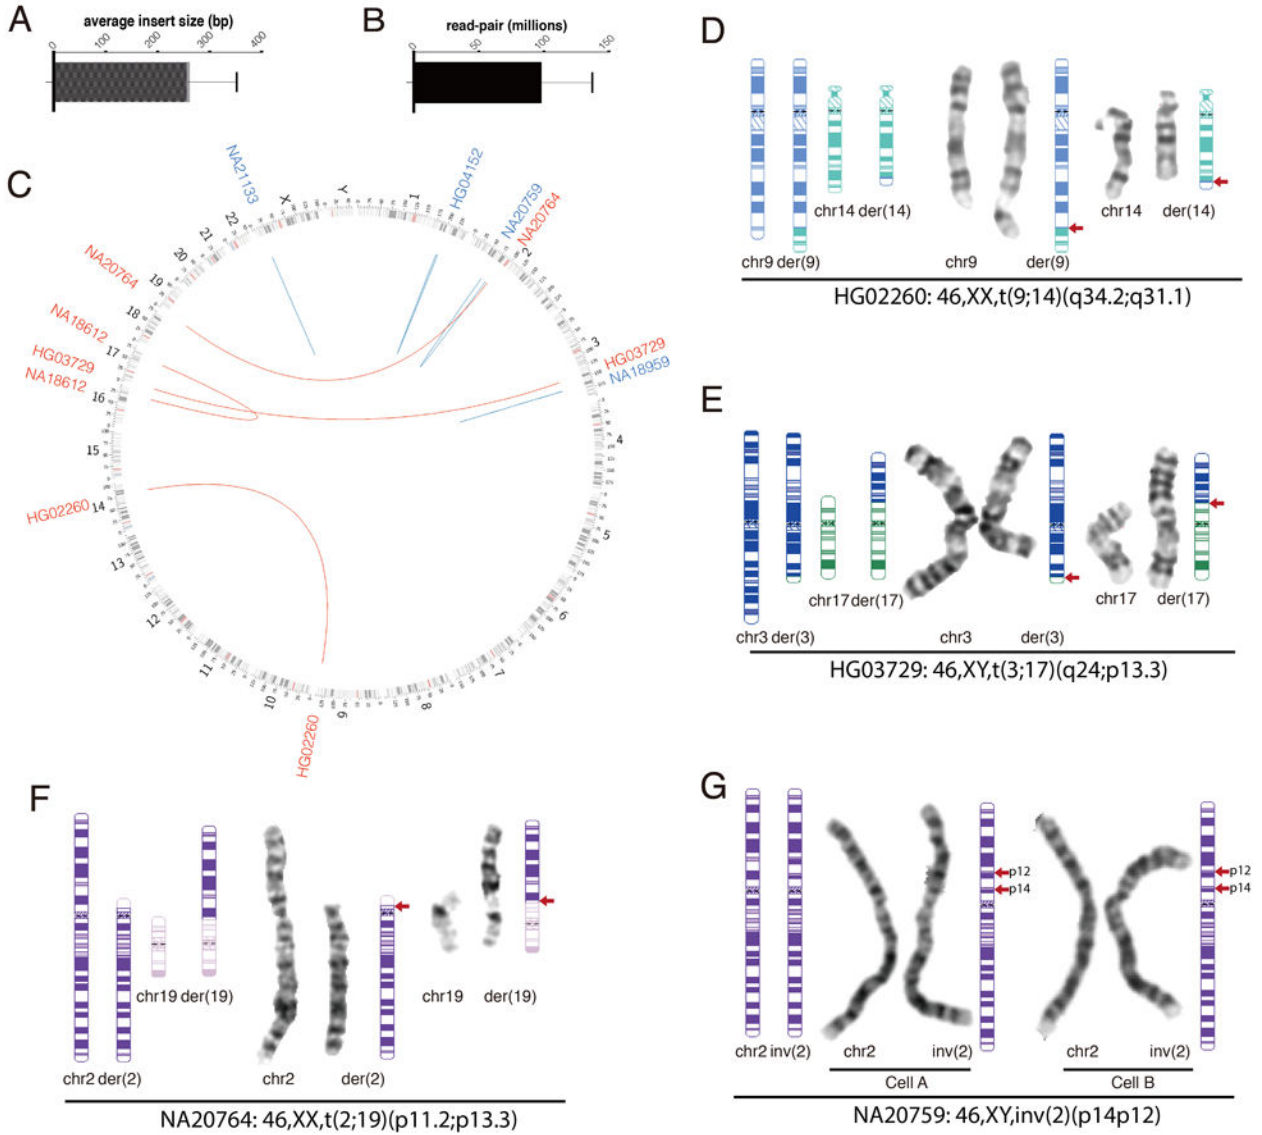 A
average insert size (bp)
0 100 200 300 400
B
read-pair (millions)
0 50 100 150
C
NA21133
HG04152
NA20759
NA20764
NA20764
NA18612
HG03729
NA18612
HG03729
NA18959
HG02260
HG02260
X
Y
1
2
3
4
5
6
7
8
9
10
11
12
13
14
15
16
17
18
19
20
21
22
D
chr9 der(9)
chr14 der(14)
chr9
der(9)
chr14
der(14)
HG02260: 46,XX,t(9;14)(q34.2;q31.1)
E
chr3 der(3)
chr17 der(17)
chr3
der(3)
chr17
der(17)
HG03729: 46,XY,t(3;17)(q24;p13.3)
F
chr2 der(2)
chr19 der(19)
chr2
der(2)
chr19
der(19)
NA20764: 46,XX,t(2;19)(p11.2;p13.3)
G
p12
p14
p12
p14
chr2 inv(2)
chr2
inv(2)
chr2
inv(2)
Cell A
Cell B
NA20759: 46,XY,inv(2)(p14p12)